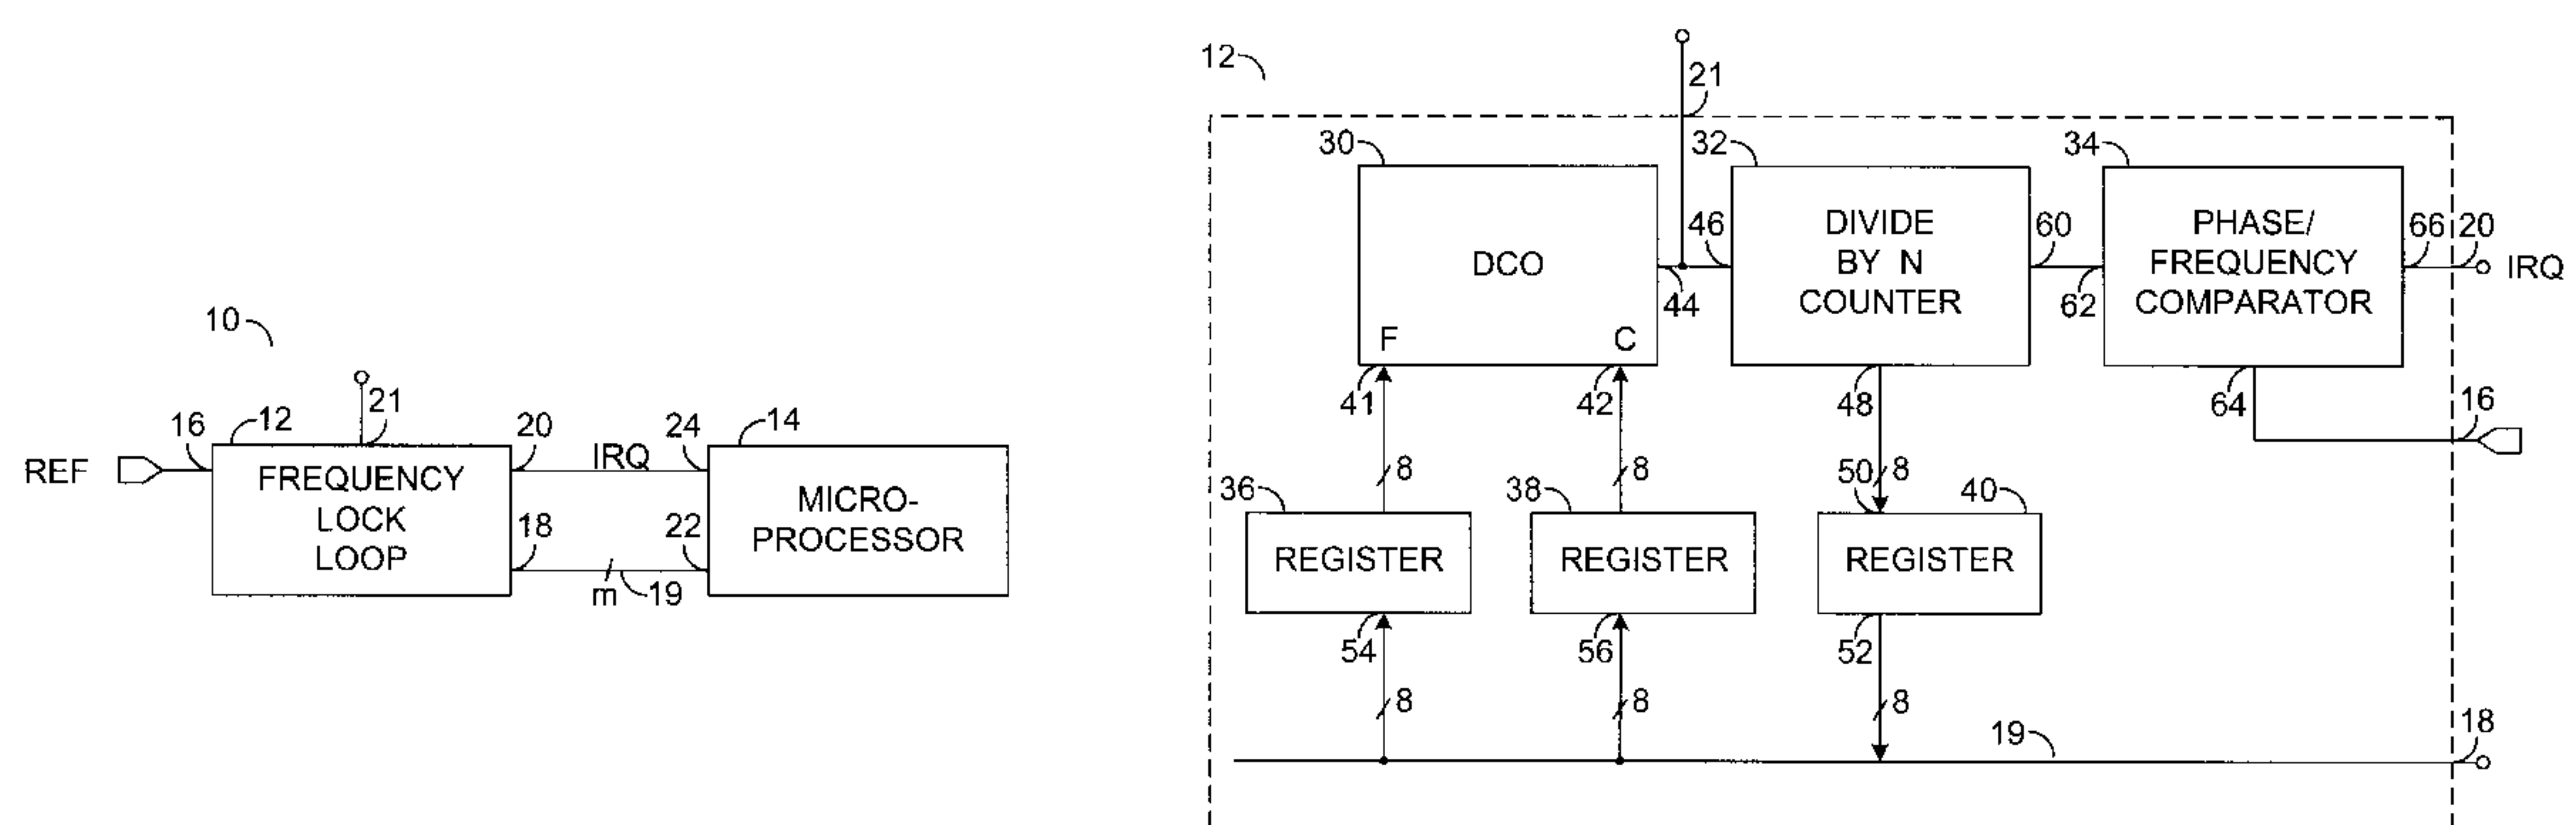 10
REF
16
12
21
20
IRQ
24
14
FREQUENCY
LOCK
LOOP
18
m
19
22
MICRO-
PROCESSOR
12
21
30
32
34
DCO
F
C
44
46
DIVIDE
BY N
COUNTER
60
62
PHASE/
FREQUENCY
COMPARATOR
66
20
IRQ
41
42
48
64
16
8
8
50
8
36
38
40
REGISTER
REGISTER
REGISTER
54
56
52
8
8
8
19
18